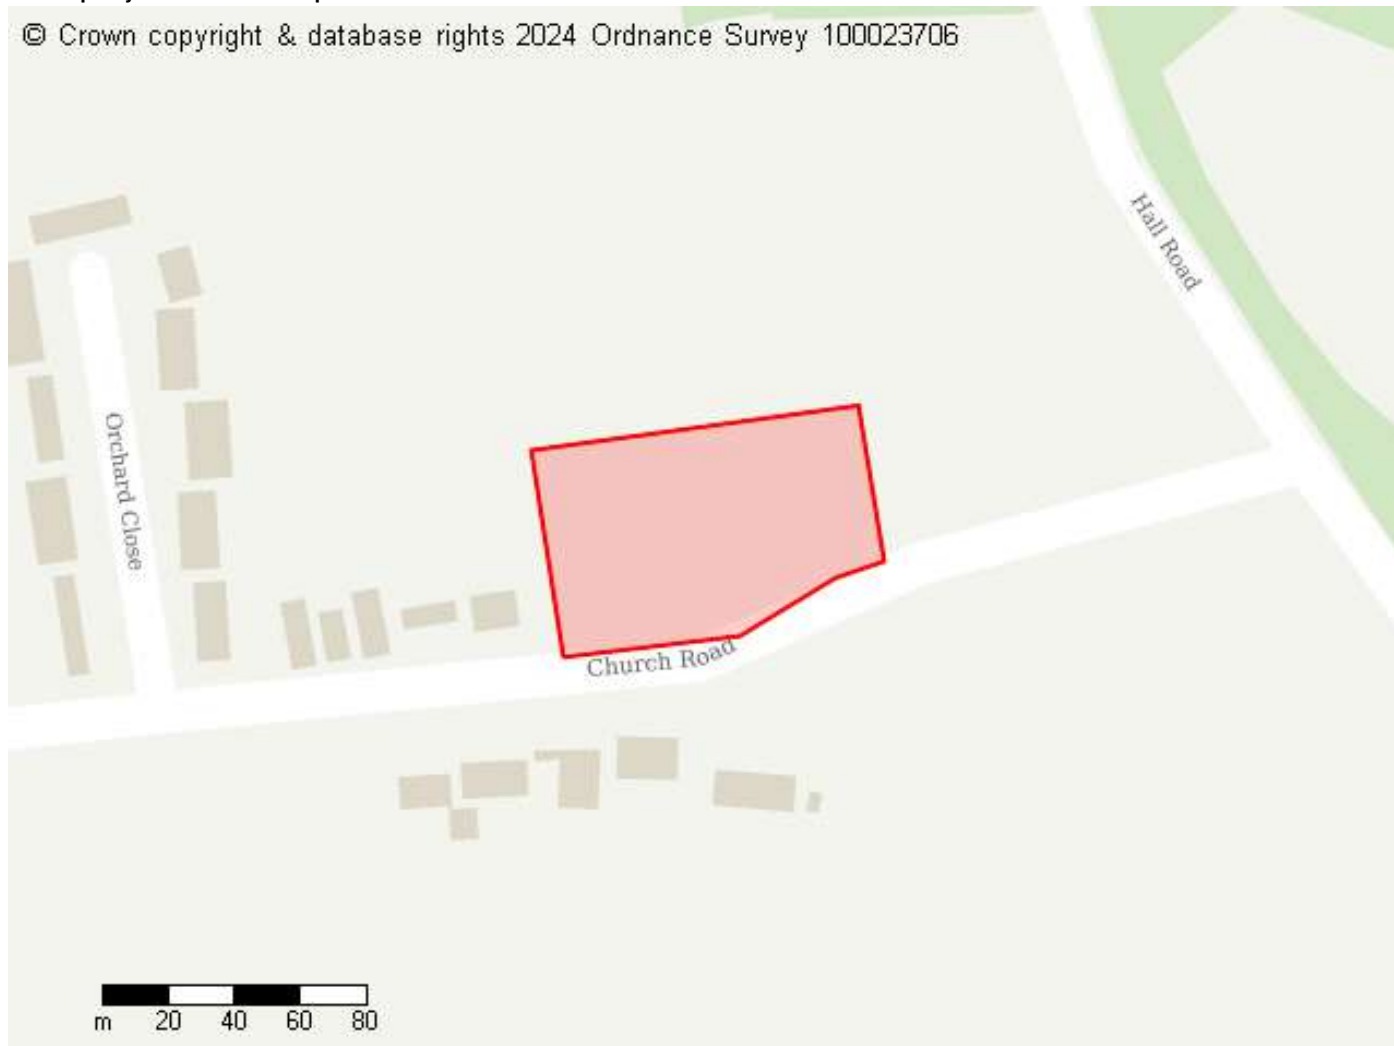 © Crown copyright & database rights 2024 Ordnance Survey 100023706
Hall Road
Orchard Close
Church Road
m 20 40 60 80